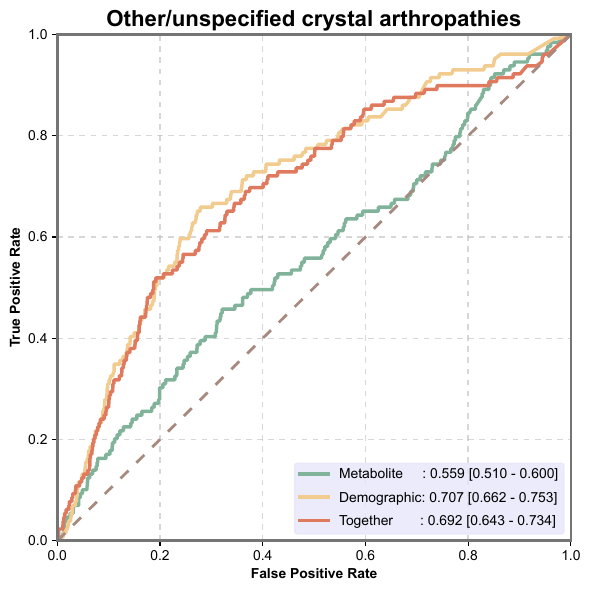 Other/unspecified crystal arthropathies
1.0
0.8
0.6
0.4
0.2
0.0
True Positive Rate
Metabolite : 0.559 [0.510 - 0.600]
Demographic: 0.707 [0.662 - 0.753]
Together : 0.692 [0.643 - 0.734]
0.0 0.2 0.4 0.6 0.8 1.0
False Positive Rate